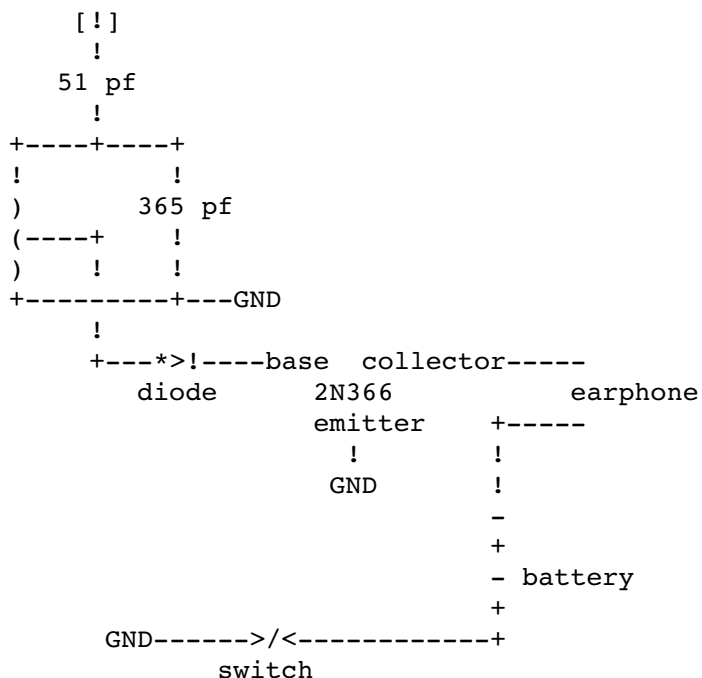 [!]
!
51 pf
!
+----+----+
! !
) 365 pf
(----+ !
) ! !
+---------+---GND
!
+---*>!----base collector-----
diode 2N366 earphone
emitter +-----
! !
GND !
-
+
- battery
+
GND------>/<------------+
switch